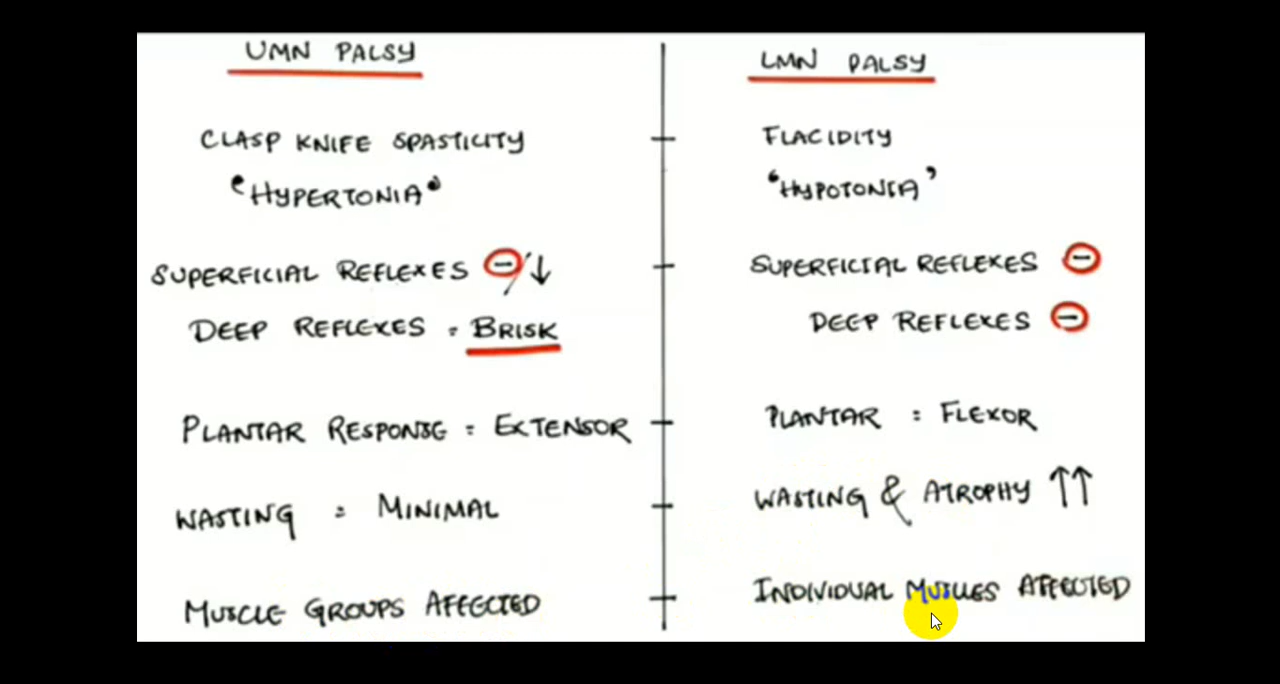 UMN PALSY
CLASP KNIFE SPASTICITY
"HYPERTONIA"
SUPERFICIAL REFLEXES ⊖/↓
DEEP REFLEXES = BRISK
PLANTAR RESPONSE = EXTENSOR
WASTING = MINIMAL
MUSCLE GROUPS AFFECTED
LMN PALSY
FLACIDITY
"HYPOTONIA"
SUPERFICIAL REFLEXES ⊖
DEEP REFLEXES ⊖
PLANTAR = FLEXOR
WASTING & ATROPHY ↑↑
INDIVIDUAL MUSCLES AFFECTED